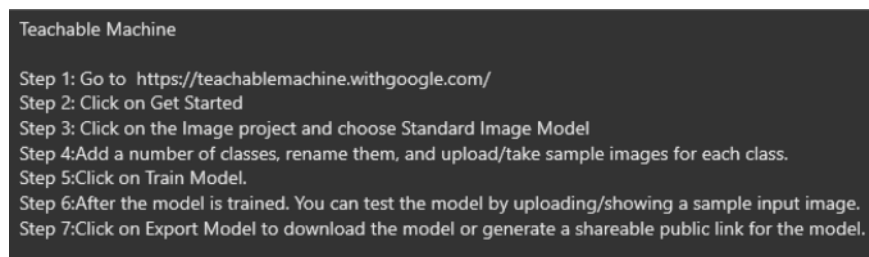 Teachable Machine
Step 1: Go to  https://teachablemachine.withgoogle.com/
Step 2: Click on Get Started
Step 3: Click on the Image project and choose Standard Image Model
Step 4:Add a number of classes, rename them, and upload/take sample images for each class.
Step 5:Click on Train Model.
Step 6:After the model is trained. You can test the model by uploading/showing a sample input image.
Step 7:Click on Export Model to download the model or generate a shareable public link for the model.